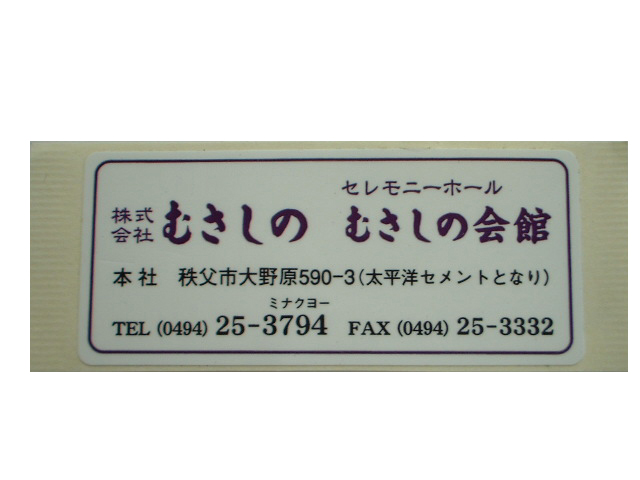 セレモニーホール
株式会社 むさしの むさしの会館
本社 秩父市大野原590-3(太平洋セメントとなり)
ミナクヨー
TEL (0494) 25-3794 FAX (0494) 25-3332